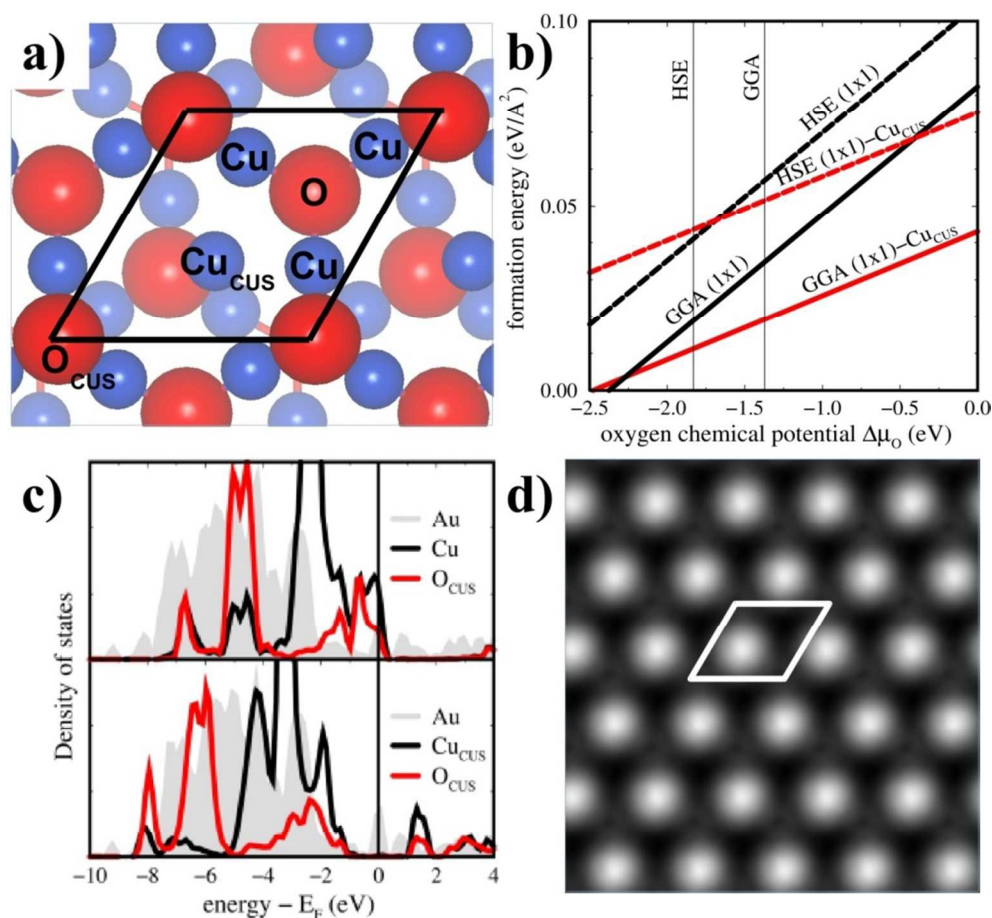 a)
Cu
Cu
O
Cu_CUS
Cu
O_CUS
b)
formation energy (eV/A²)
0.10
0.05
0.00
HSE
GGA
HSE (1x1)
HSE (1x1)–Cu_CUS
GGA (1x1)
GGA (1x1)–Cu_CUS
−2.5 −2.0 −1.5 −1.0 −0.5 0.0
oxygen chemical potential Δμ_O (eV)
c)
Density of states
Au
Cu
O_CUS
Au
Cu_CUS
O_CUS
−10 −8 −6 −4 −2 0 2 4
energy − E_F (eV)
d)